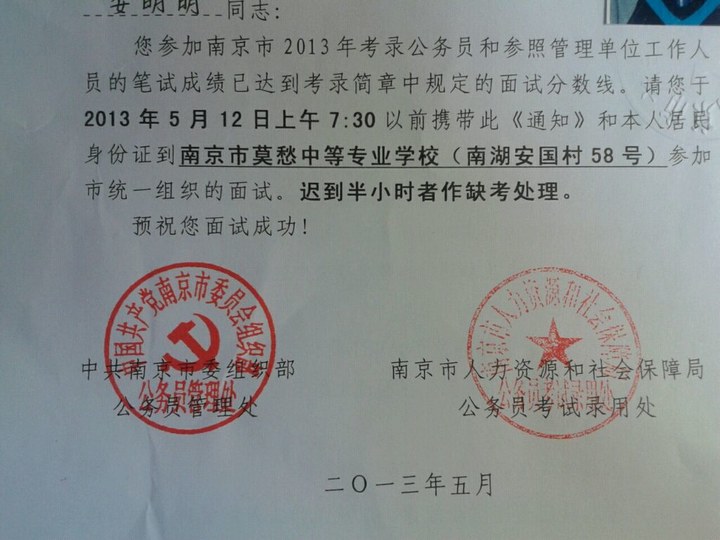 安明明同志：
您参加南京市2013年考录公务员和参照管理单位工作人
员的笔试成绩已达到考录简章中规定的面试分数线。请您于
2013年5月12日上午7:30以前携带此《通知》和本人居民
身份证到南京市莫愁中等专业学校（南湖安国村58号）参加
市统一组织的面试。迟到半小时者作缺考处理。
预祝您面试成功!
中国共产党南京市委员会组织部
公务员管理处
南京市人力资源和社会保障局
公务员考试录用处
中共南京市委组织部
南京市人力资源和社会保障局
公务员管理处
公务员考试录用处
二〇一三年五月